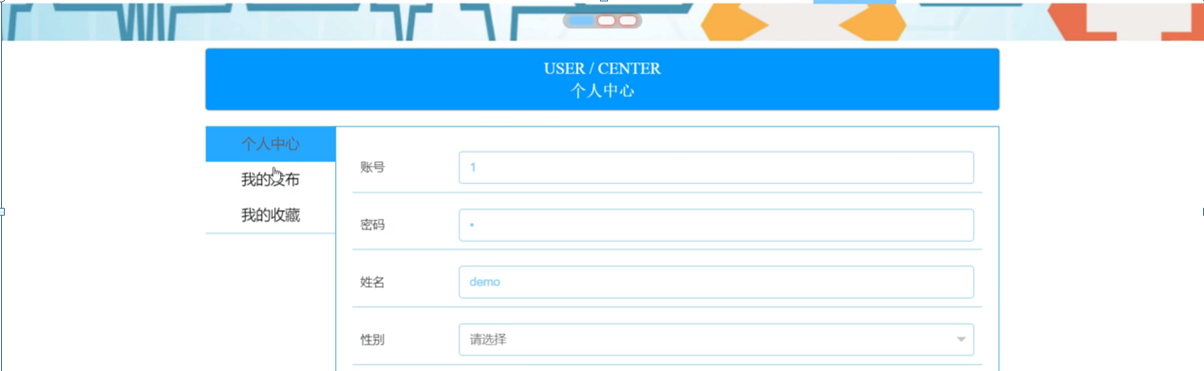 USER / CENTER
个人中心
个人中心
我的发布
我的收藏
账号
1
密码
•
姓名
demo
性别
请选择